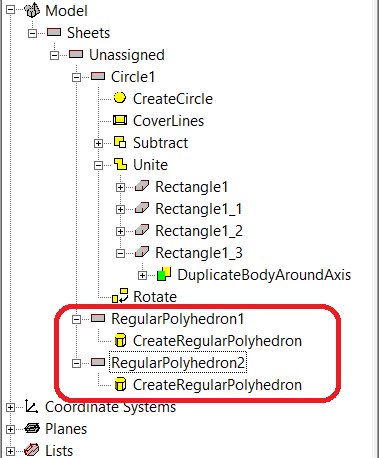 Model
Sheets
Unassigned
Circle1
CreateCircle
CoverLines
Subtract
Unite
Rectangle1
Rectangle1_1
Rectangle1_2
Rectangle1_3
DuplicateBodyAroundAxis
Rotate
RegularPolyhedron1
CreateRegularPolyhedron
RegularPolyhedron2
CreateRegularPolyhedron
Coordinate Systems
Planes
Lists